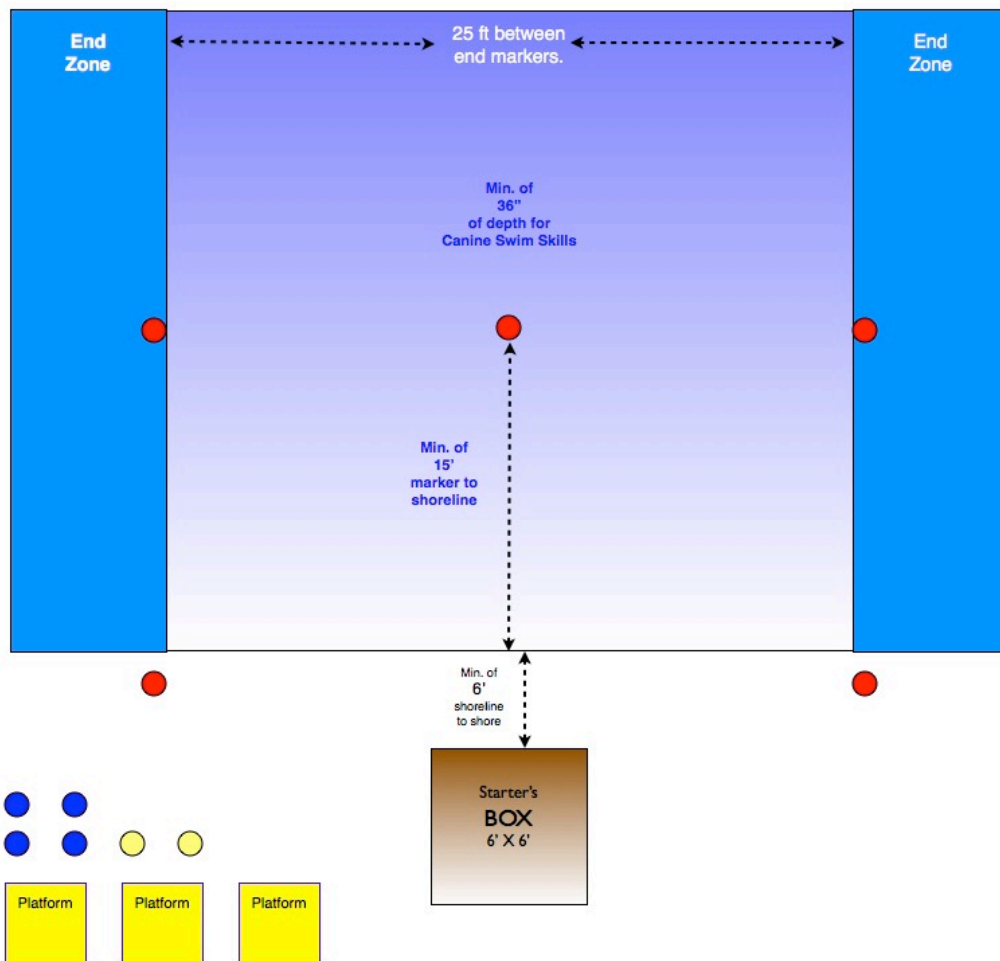 End
Zone
25 ft between
end markers.
End
Zone
Min. of
36"
of depth for
Canine Swim Skills
Min. of
15'
marker to
shoreline
Min. of
6'
shoreline
to shore
Starter's
BOX
6' X 6'
Platform
Platform
Platform